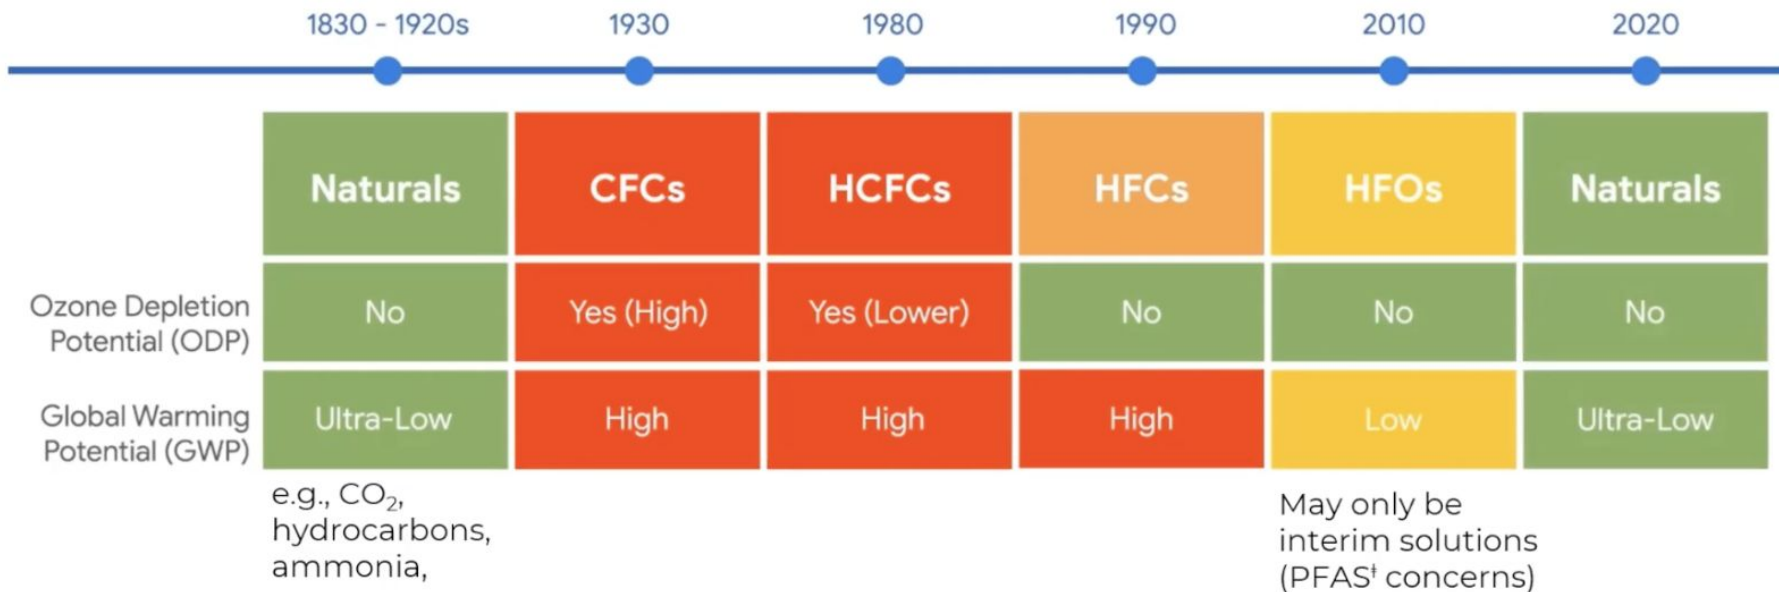 1830 - 1920s 1930 1980 1990 2010 2020
Naturals CFCs HCFCs HFCs HFOs Naturals
Ozone Depletion
Potential (ODP)
No Yes (High) Yes (Lower) No No No
Global Warming
Potential (GWP)
Ultra-Low High High High Low Ultra-Low
e.g., CO₂,
hydrocarbons,
ammonia,
May only be
interim solutions
(PFAS‡ concerns)